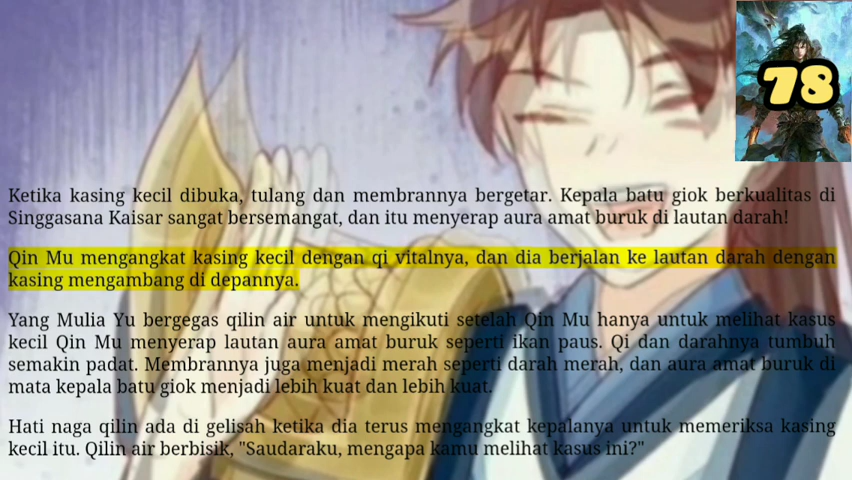 78
Ketika kasing kecil dibuka, tulang dan membrannya bergetar. Kepala batu giok berkualitas di
Singgasana Kaisar sangat bersemangat, dan itu menyerap aura amat buruk di lautan darah!
Qin Mu mengangkat kasing kecil dengan qi vitalnya, dan dia berjalan ke lautan darah dengan
kasing mengambang di depannya.
Yang Mulia Yu bergegas qilin air untuk mengikuti setelah Qin Mu hanya untuk melihat kasus
kecil Qin Mu menyerap lautan aura amat buruk seperti ikan paus. Qi dan darahnya tumbuh
semakin padat. Membrannya juga menjadi merah seperti darah merah, dan aura amat buruk di
mata kepala batu giok menjadi lebih kuat dan lebih kuat.
Hati naga qilin ada di gelisah ketika dia terus mengangkat kepalanya untuk memeriksa kasing
kecil itu. Qilin air berbisik, "Saudaraku, mengapa kamu melihat kasus ini?"